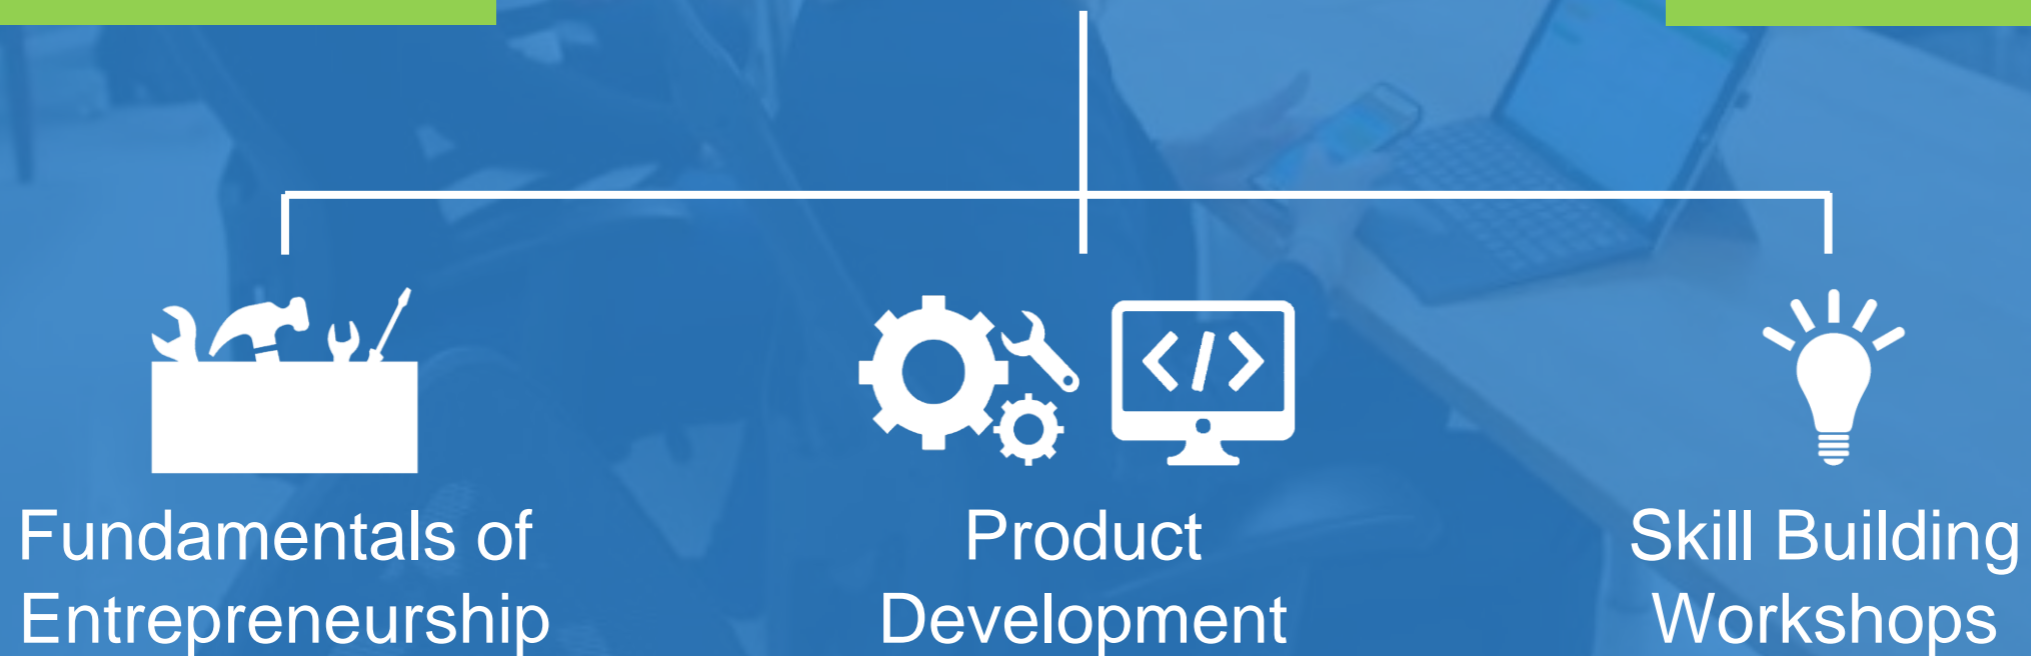 Fundamentals of
Entrepreneurship
Product
Development
Skill Building
Workshops